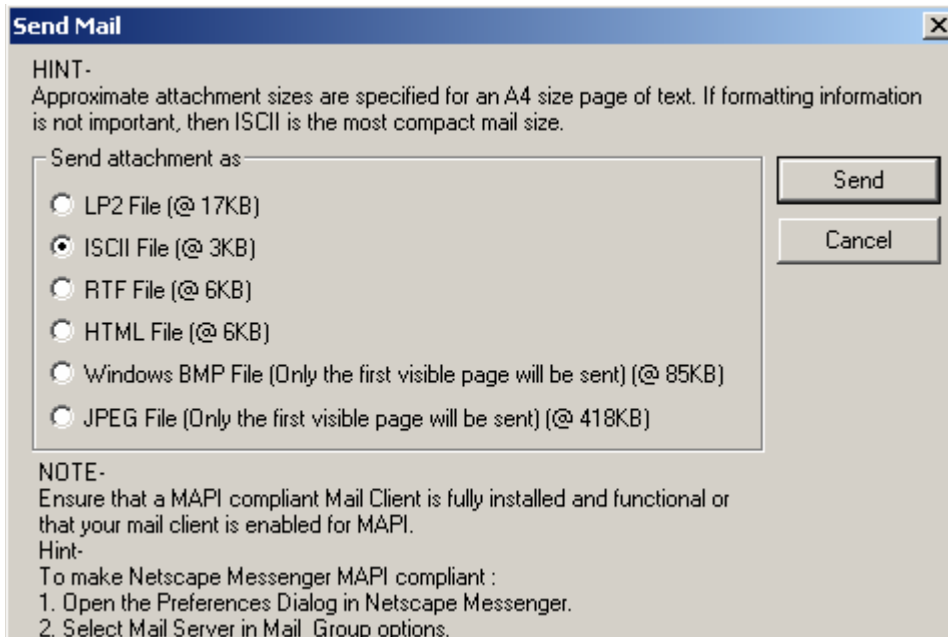 Send Mail
HINT-
Approximate attachment sizes are specified for an A4 size page of text. If formatting information
is not important, then ISCII is the most compact mail size.
Send attachment as
LP2 File (@ 17KB)
ISCII File (@ 3KB)
RTF File (@ 6KB)
HTML File (@ 6KB)
Windows BMP File (Only the first visible page will be sent) (@ 85KB)
JPEG File (Only the first visible page will be sent) (@ 418KB)
Send
Cancel
NOTE-
Ensure that a MAPI compliant Mail Client is fully installed and functional or
that your mail client is enabled for MAPI.
Hint-
To make Netscape Messenger MAPI compliant :
1. Open the Preferences Dialog in Netscape Messenger.
2. Select Mail Server in Mail_Group options.